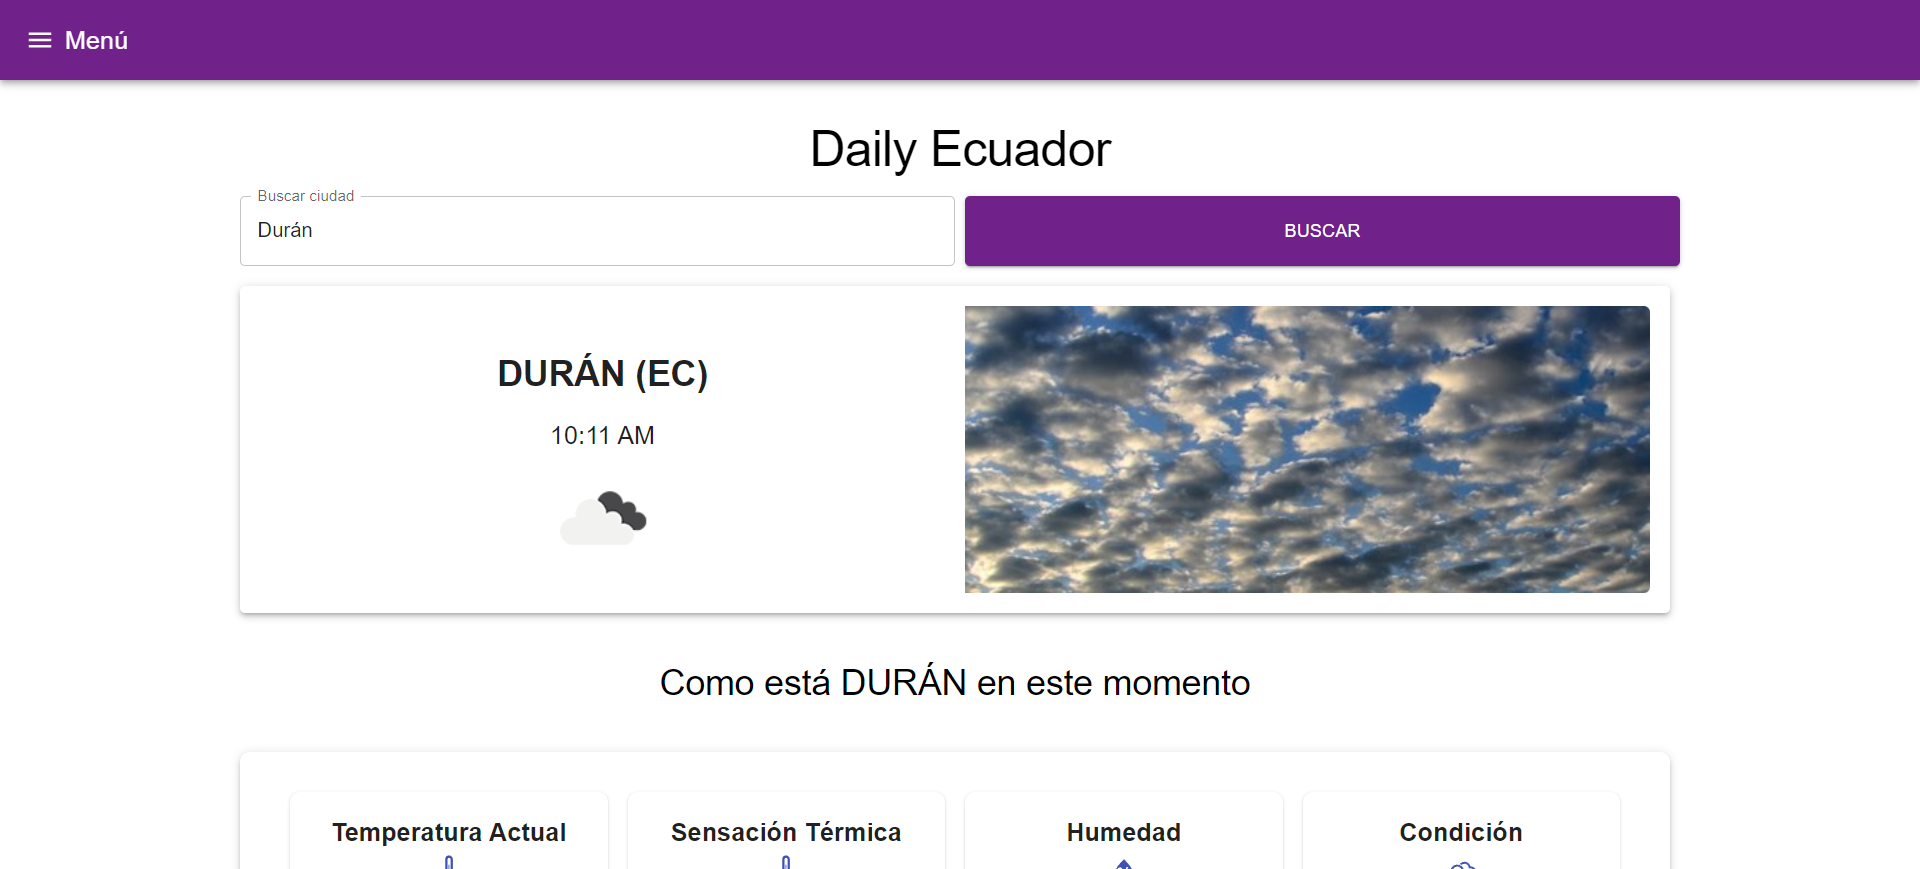 Menú
Daily Ecuador
Buscar ciudad
Durán
BUSCAR
DURÁN (EC)
10:11 AM
Como está DURÁN en este momento
Temperatura Actual
Sensación Térmica
Humedad
Condición